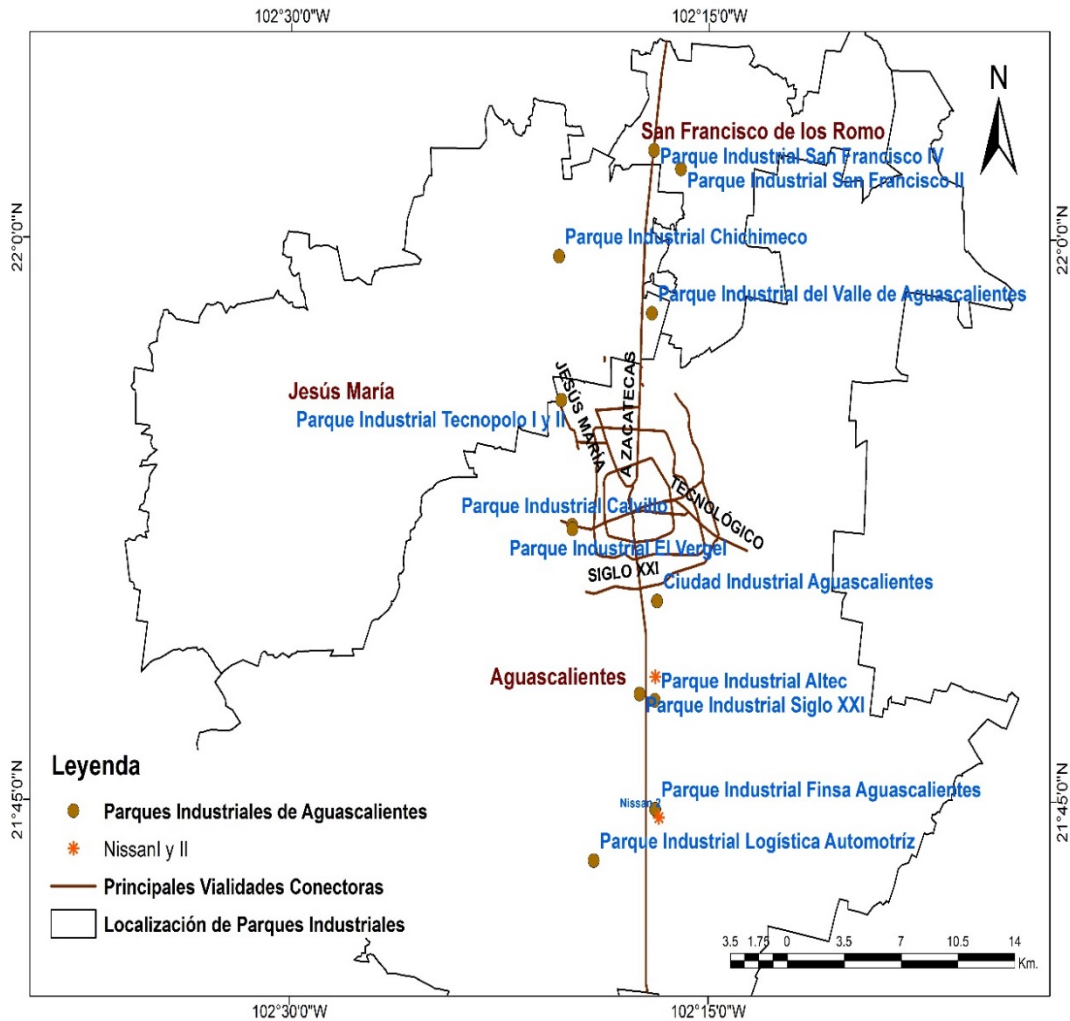 102°30'0"W
102°15'0"W
N
San Francisco de los Romo
Parque Industrial San Francisco IV
Parque Industrial San Francisco II
22°0'0"N
22°0'0"N
Parque Industrial Chichimeco
Parque Industrial del Valle de Aguascalientes
A ZACATECAS
JESÚS MARÍA
Jesús María
Parque Industrial Tecnopolo I y II
Parque Industrial Calvillo
TECNOLÓGICO
Parque Industrial El Vergel
SIGLO XXI
Ciudad Industrial Aguascalientes
Aguascalientes
Parque Industrial Altec
Parque Industrial Siglo XXI
Leyenda
Parques Industriales de Aguascalientes
NissanI y II
Principales Vialidades Conectoras
Localización de Parques Industriales
Parque Industrial Finsa Aguascalientes
Nissan 2
Parque Industrial Logística Automotríz
21°45'0"N
21°45'0"N
3.5 1.75 0 3.5 7 10.5 14
Km.
102°30'0"W
102°15'0"W